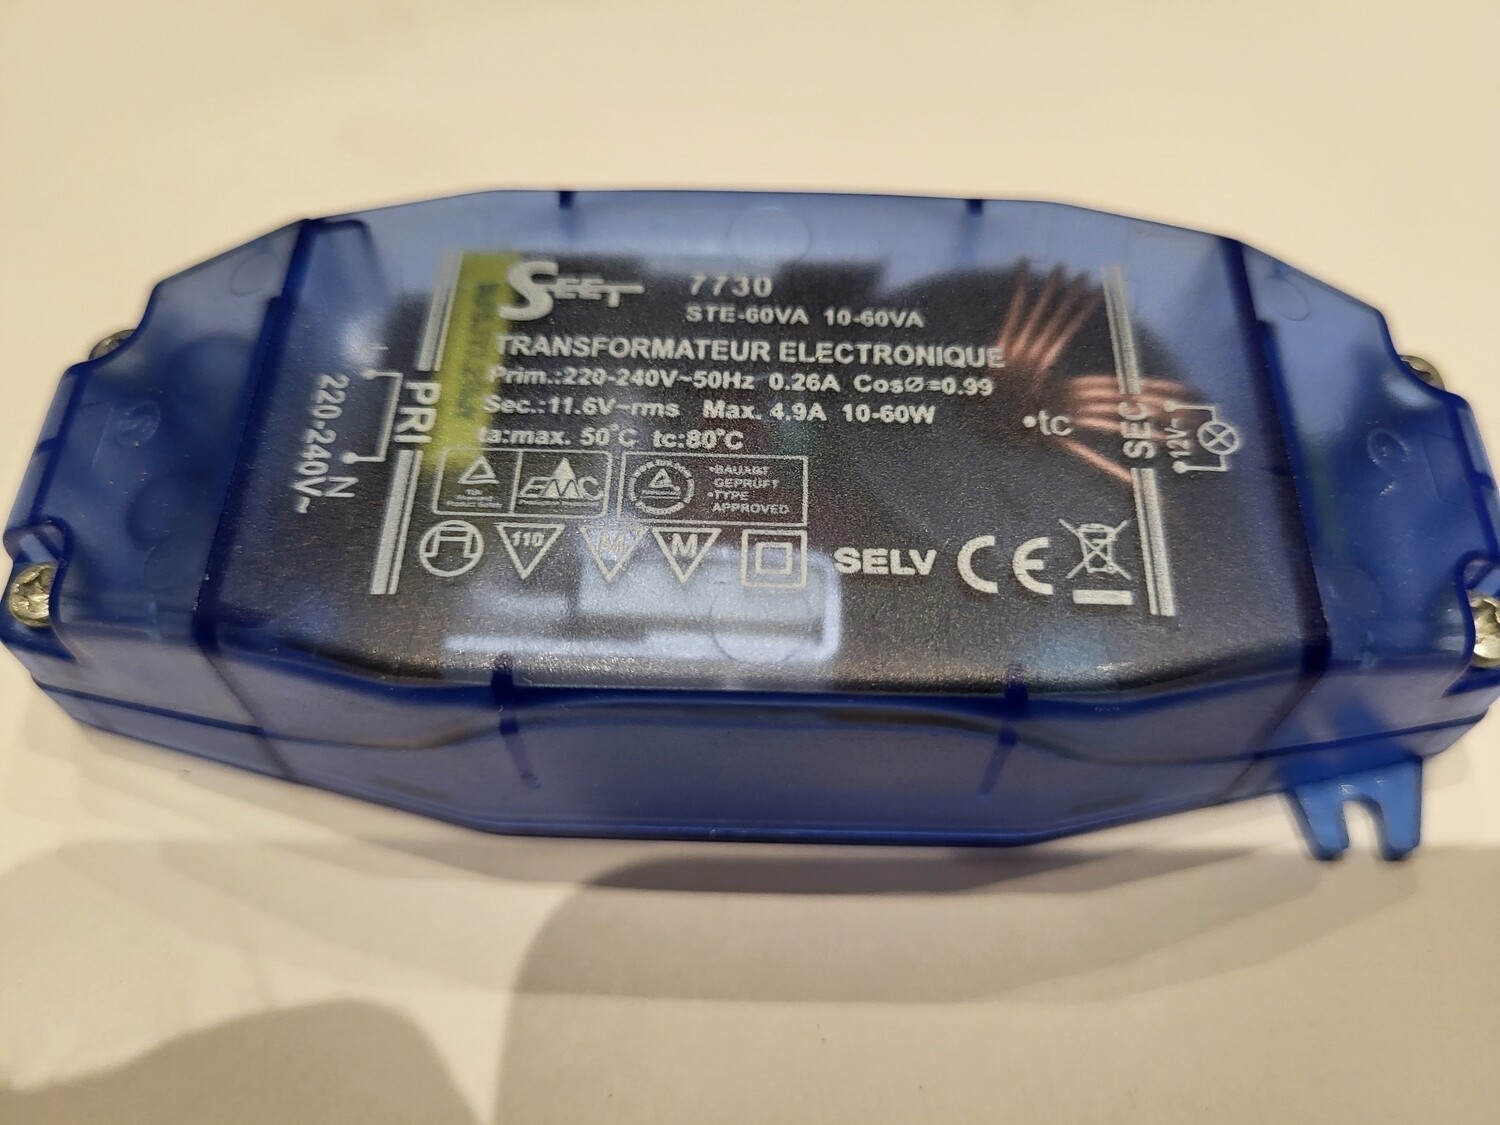 SEET 7730
STE-60VA 10-60VA
TRANSFORMATEUR ELECTRONIQUE
Prim.:220-240V~50Hz 0.26A CosØ=0.99
Sec.:11.6V~rms Max. 4.9A 10-60W
ta:max. 50°C tc:80°C
•tc
PRI
N
220-240V~
SEC
12V~
EMC
•BAUART
GEPRÜFT
•TYPE
APPROVED
110
M
M
SELV
CE